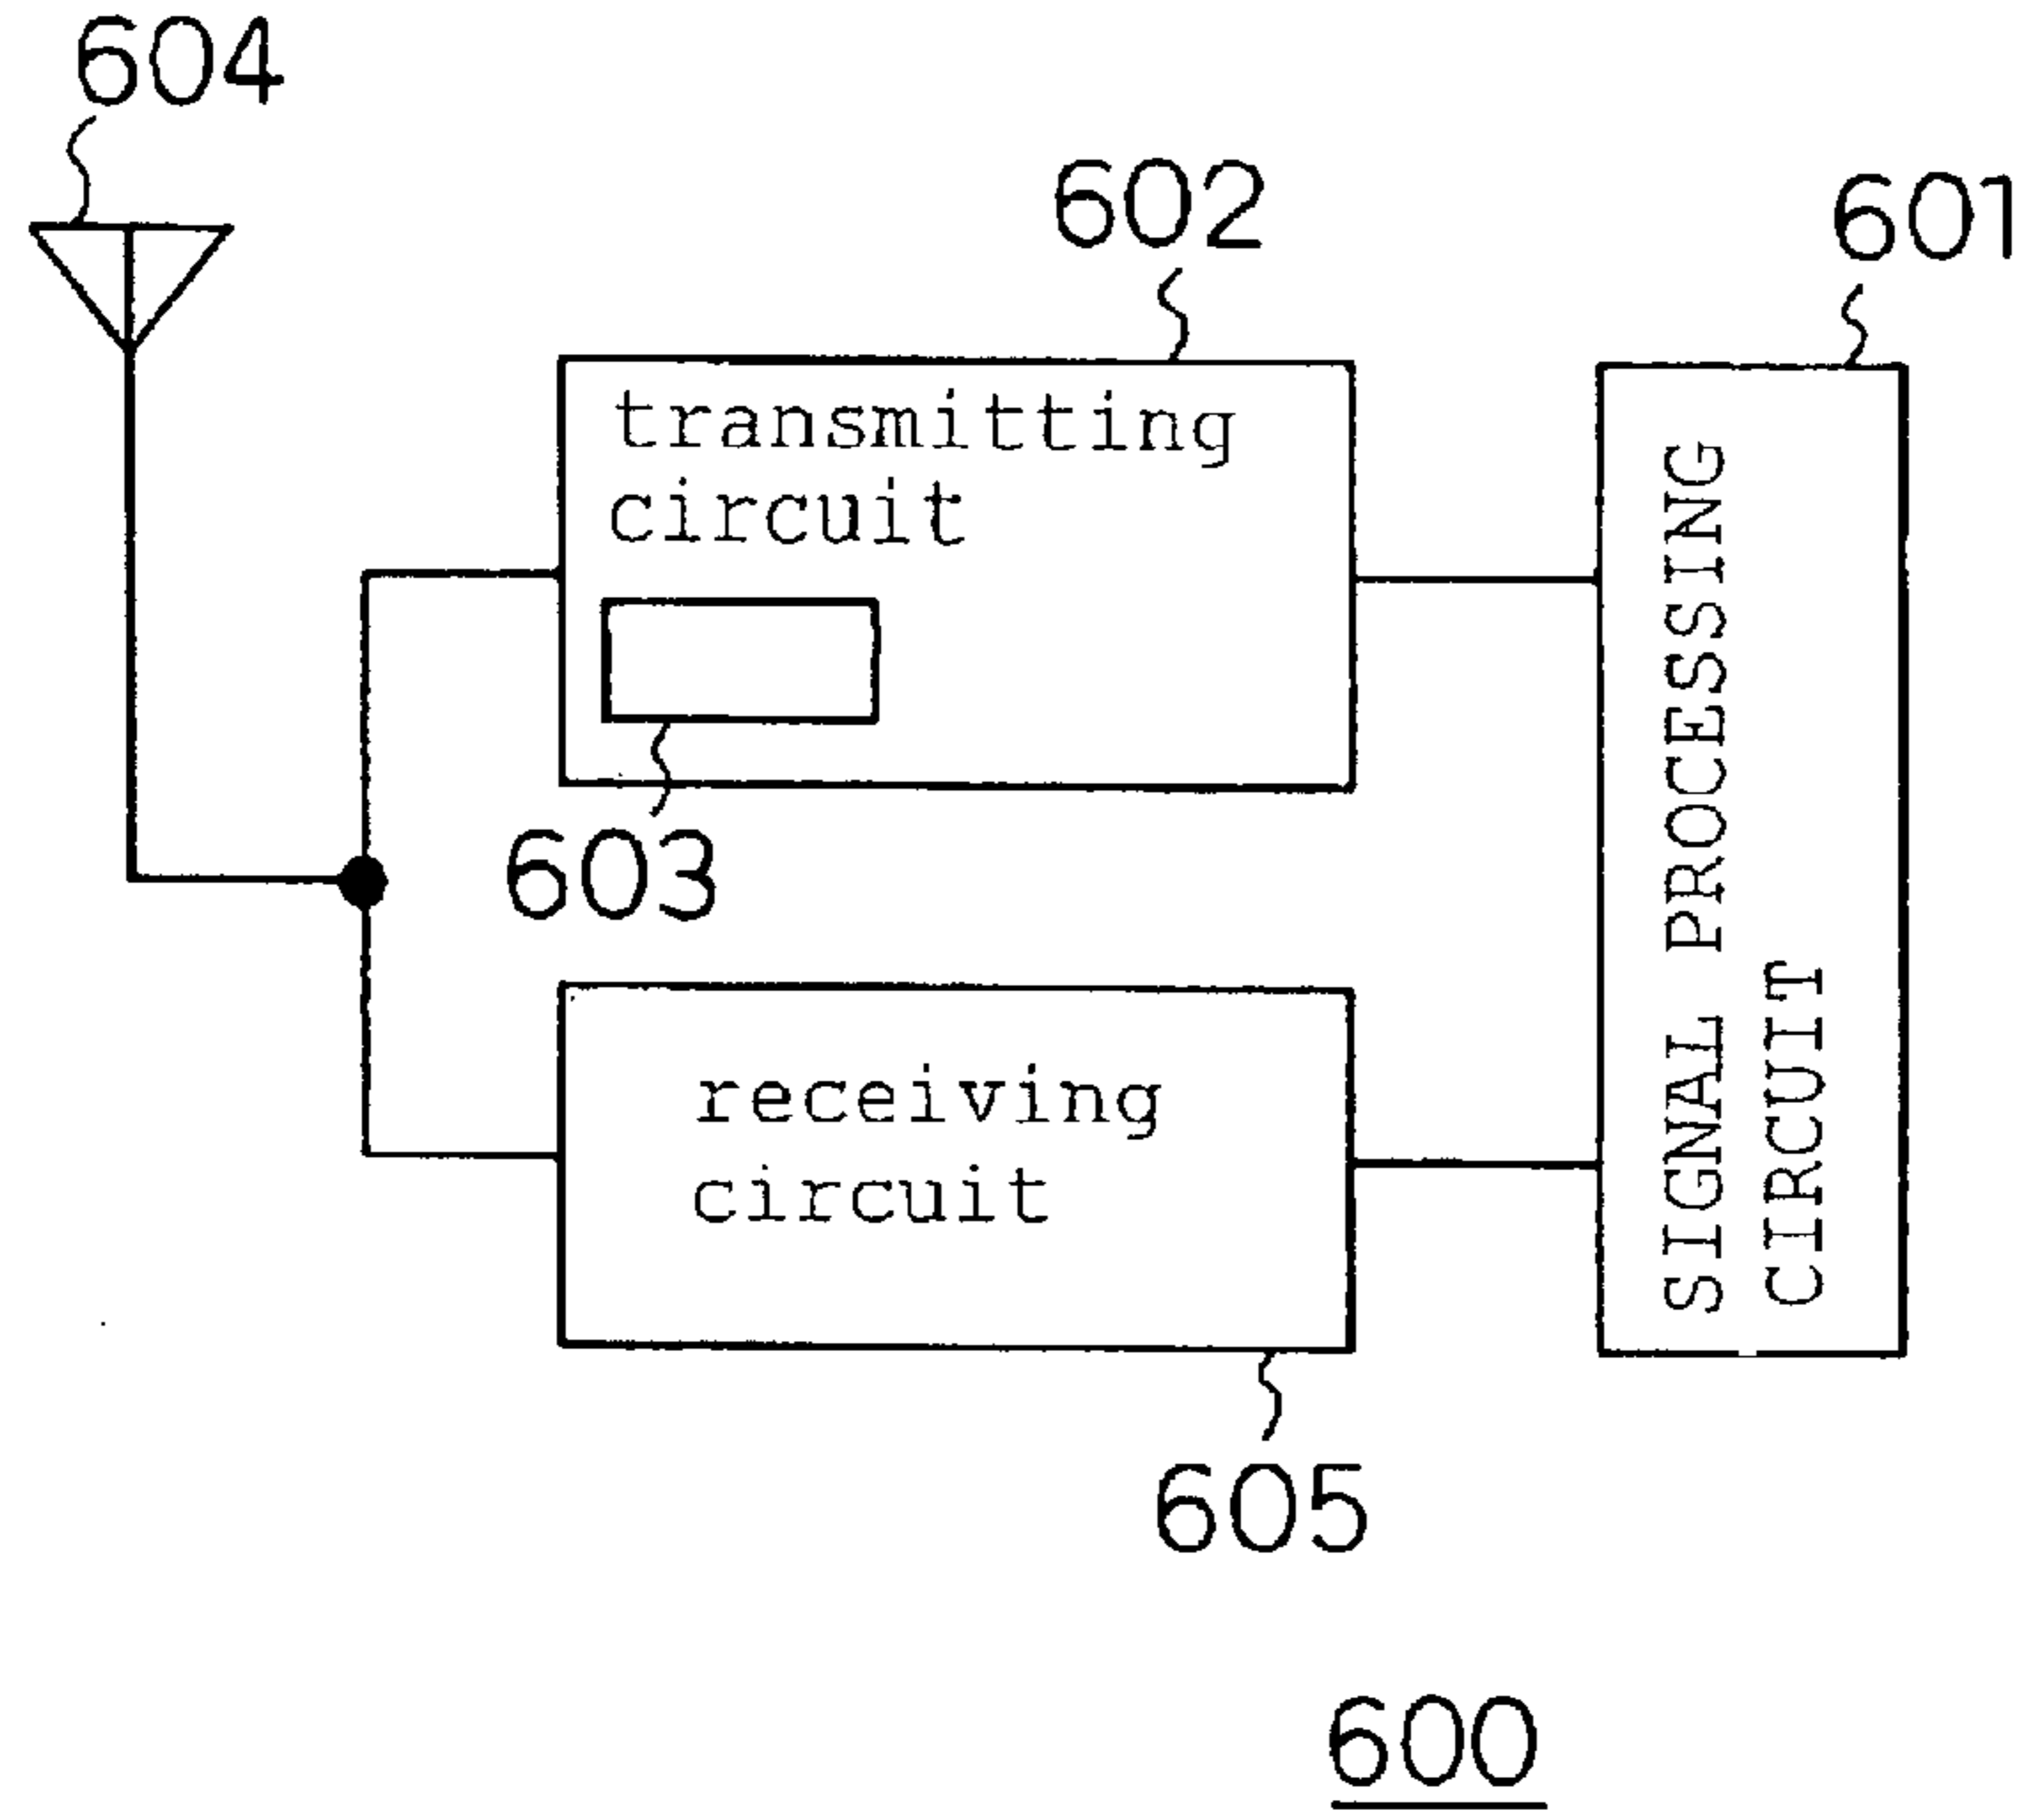 604
602
601
transmitting
circuit
603
SIGNAL PROCESSING
CIRCUIT
receiving
circuit
605
600